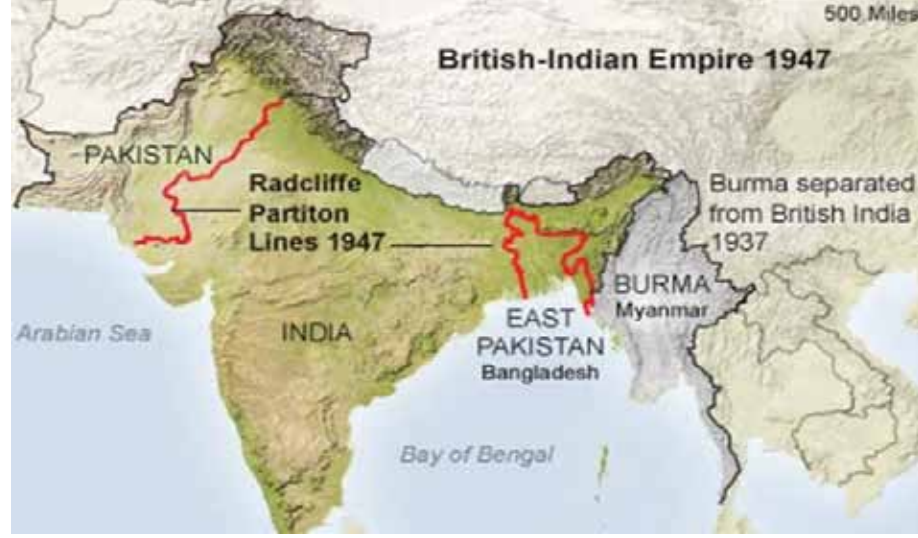 500 Miles
British-Indian Empire 1947
PAKISTAN
Radcliffe
Partiton
Lines 1947
Burma separated
from British India
1937
BURMA
Myanmar
Arabian Sea
INDIA
EAST
PAKISTAN
Bangladesh
Bay of Bengal